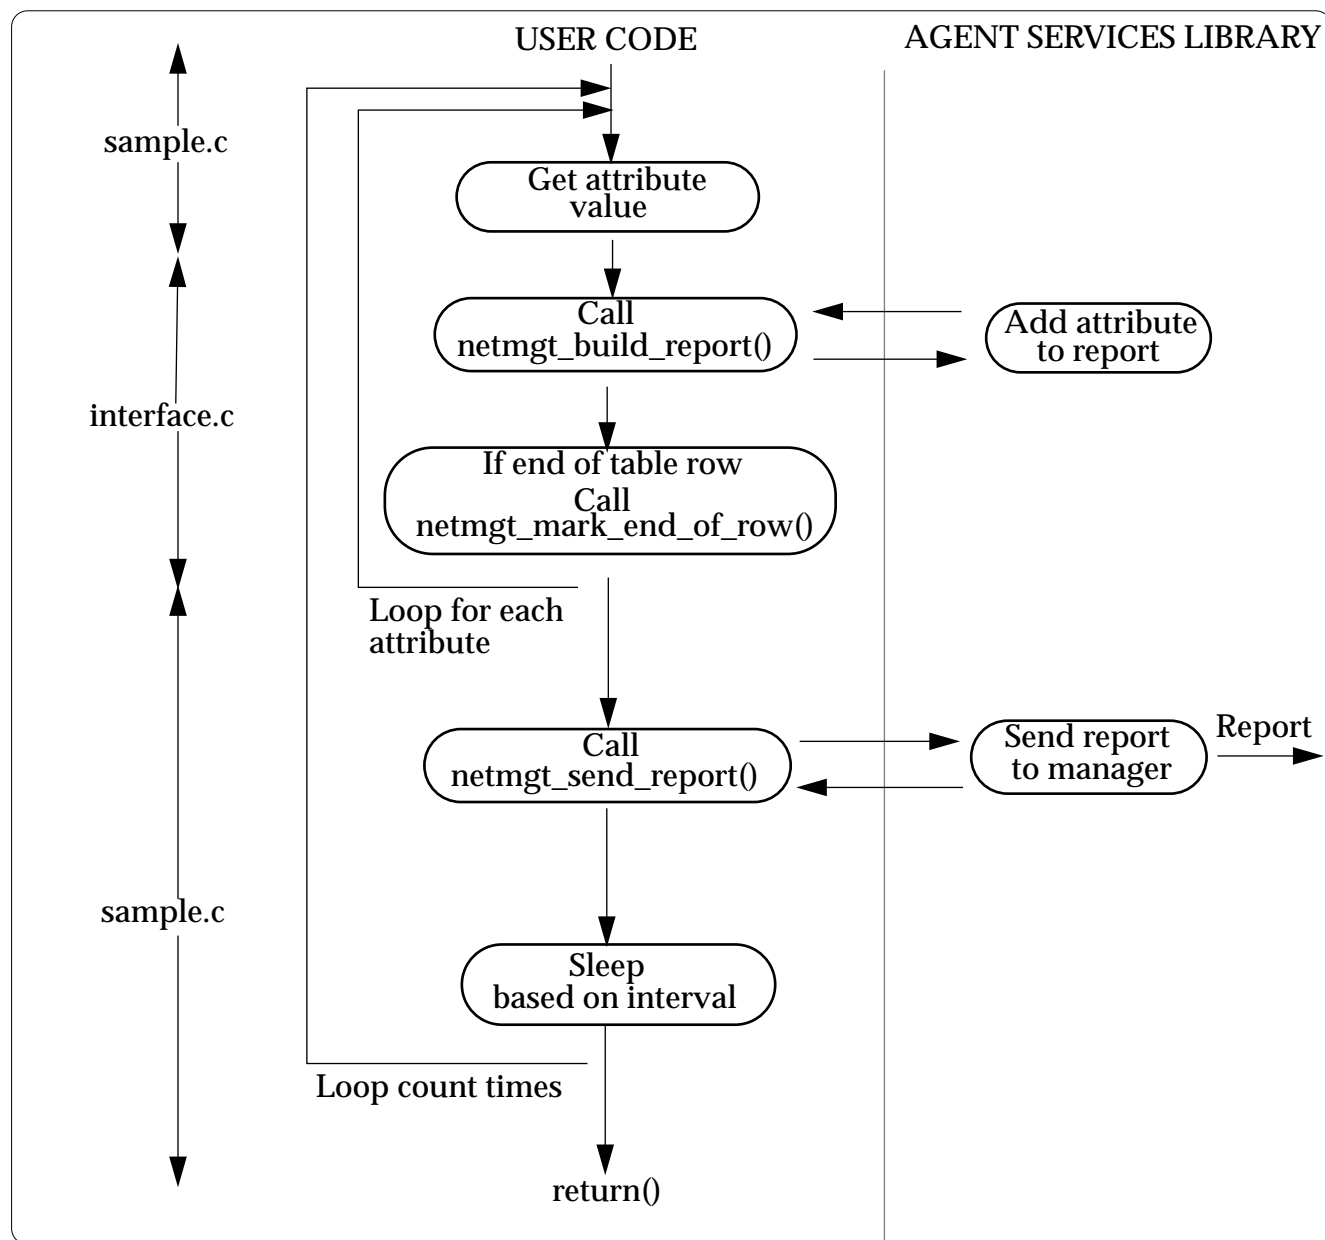 USER CODE
AGENT SERVICES LIBRARY
sample.c
Get attribute
value
Call
netmgt_build_report()
Add attribute
to report
interface.c
If end of table row
Call
netmgt_mark_end_of_row()
Loop for each
attribute
Call
netmgt_send_report()
Send report
to manager
Report
sample.c
Sleep
based on interval
Loop count times
return()